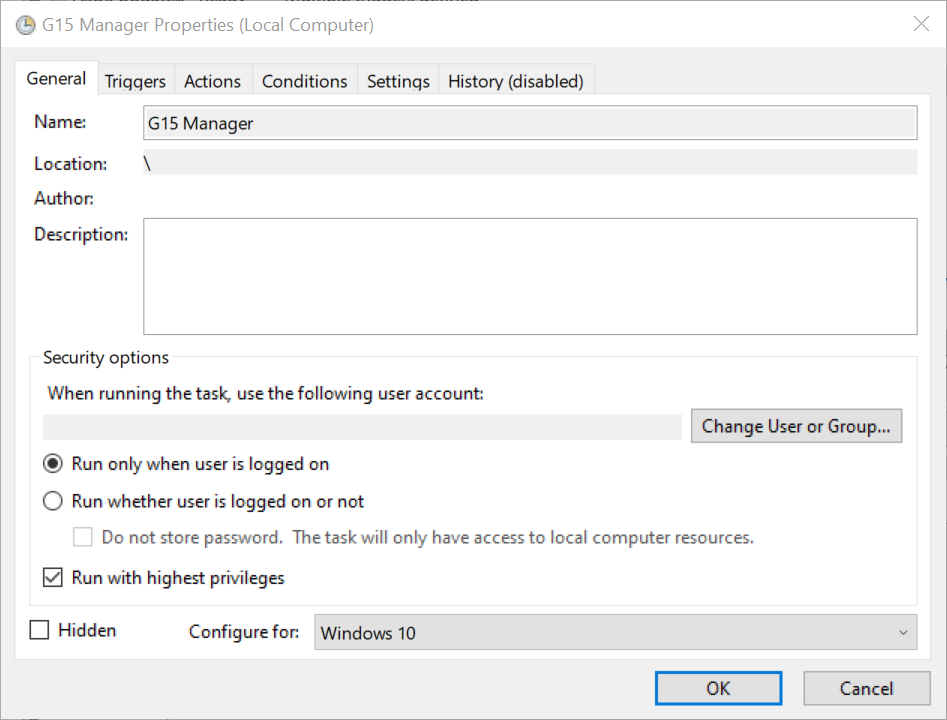 G15 Manager Properties (Local Computer)
General Triggers Actions Conditions Settings History (disabled)
Name: G15 Manager
Location: \
Author:
Description:
Security options
When running the task, use the following user account:
Change User or Group...
Run only when user is logged on
Run whether user is logged on or not
Do not store password.  The task will only have access to local computer resources.
Run with highest privileges
Hidden Configure for: Windows 10
OK Cancel